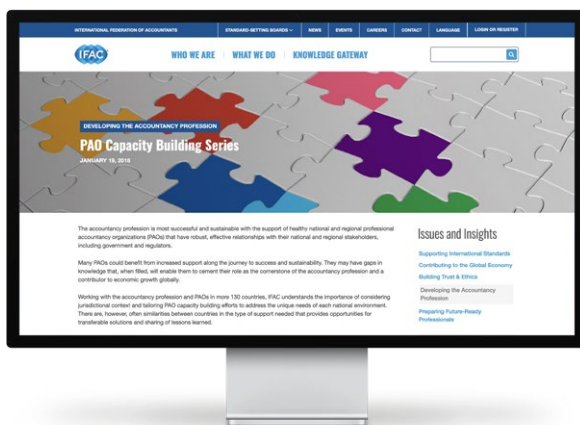 INTERNATIONAL FEDERATION OF ACCOUNTANTS
STANDARD-SETTING BOARDS
NEWS
EVENTS
CAREERS
CONTACT
LANGUAGE
LOGIN OR REGISTER
IFAC
WHO WE ARE
WHAT WE DO
KNOWLEDGE GATEWAY
DEVELOPING THE ACCOUNTANCY PROFESSION
PAO Capacity Building Series
JANUARY 19, 2016
The accountancy profession is most successful and sustainable with the support of healthy national and regional professional
accountancy organizations (PAOs) that have robust, effective relationships with their national and regional stakeholders,
including government and regulators.
Many PAOs could benefit from increased support along the journey to success and sustainability. They may have gaps in
knowledge that, when filled, will enable them to cement their role as the cornerstone of the accountancy profession and a
contributor to economic growth globally.
Working with the accountancy profession and PAOs in more 130 countries, IFAC understands the importance of considering
jurisdictional context and tailoring PAO capacity building efforts to address the unique needs of each national environment.
There are, however, often similarities between countries in the type of support needed that provides opportunities for
transferable solutions and sharing of lessons learned.
Issues and Insights
Supporting International Standards
Contributing to the Global Economy
Building Trust & Ethics
Developing the Accountancy
Profession
Preparing Future-Ready
Professionals